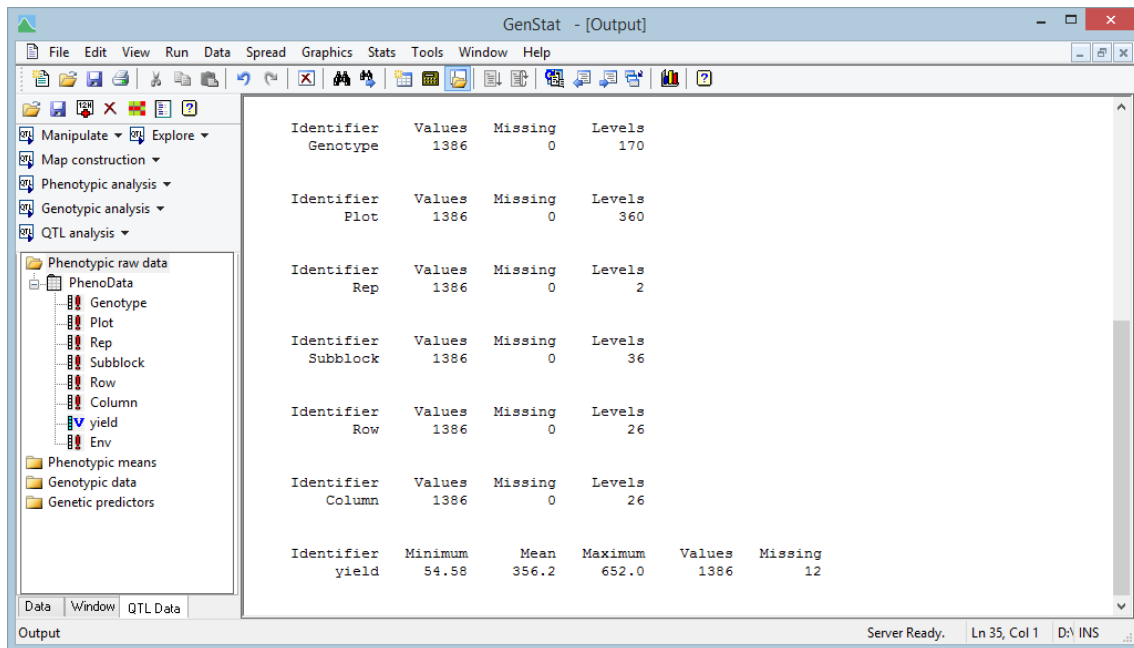 GenStat - [Output]
File Edit View Run Data Spread Graphics Stats Tools Window Help
Manipulate Explore
Map construction
Phenotypic analysis
Genotypic analysis
QTL analysis
Phenotypic raw data
PhenoData
Genotype
Plot
Rep
Subblock
Row
Column
yield
Env
Phenotypic means
Genotypic data
Genetic predictors
Data Window QTL Data
Identifier Values Missing Levels
Genotype 1386 0 170
Identifier Values Missing Levels
Plot 1386 0 360
Identifier Values Missing Levels
Rep 1386 0 2
Identifier Values Missing Levels
Subblock 1386 0 36
Identifier Values Missing Levels
Row 1386 0 26
Identifier Values Missing Levels
Column 1386 0 26
Identifier Minimum Mean Maximum Values Missing
yield 54.58 356.2 652.0 1386 12
Output Server Ready. Ln 35, Col 1 D:\ INS